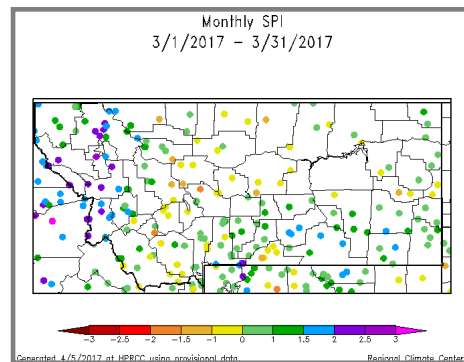 Monthly SPI
3/1/2017 - 3/31/2017
-3 -2.5 -2 -1.5 -1 0 1 1.5 2 2.5 3
Generated 4/5/2017 at HPRCC using provisional data. Regional Climate Center